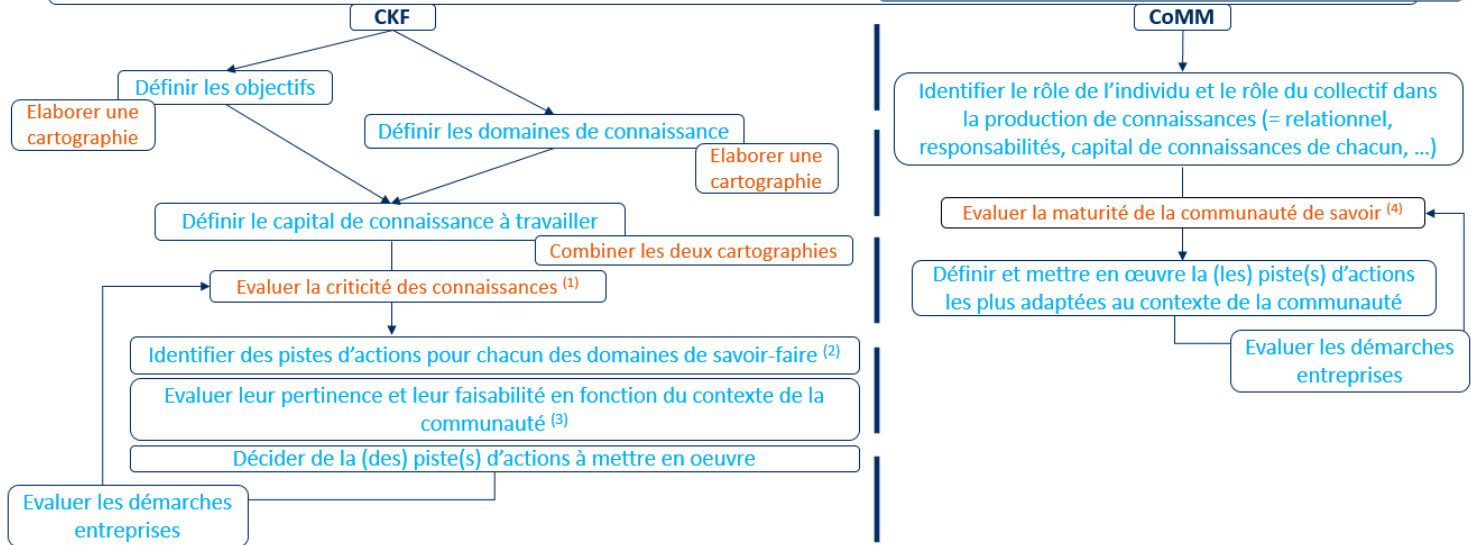 CKF
Définir les objectifs
Elaborer une
cartographie
Définir les domaines de connaissance
Elaborer une
cartographie
Définir le capital de connaissance à travailler
Combiner les deux cartographies
Evaluer la criticité des connaissances (1)
Identifier des pistes d'actions pour chacun des domaines de savoir-faire (2)
Evaluer leur pertinence et leur faisabilité en fonction du contexte de la
communauté (3)
Décider de la (des) piste(s) d'actions à mettre en oeuvre
Evaluer les démarches
entreprises
CoMM
Identifier le rôle de l'individu et le rôle du collectif dans
la production de connaissances (= relationnel,
responsabilités, capital de connaissances de chacun, ...)
Evaluer la maturité de la communauté de savoir (4)
Définir et mettre en œuvre la (les) piste(s) d'actions
les plus adaptées au contexte de la communauté
Evaluer les démarches
entreprises